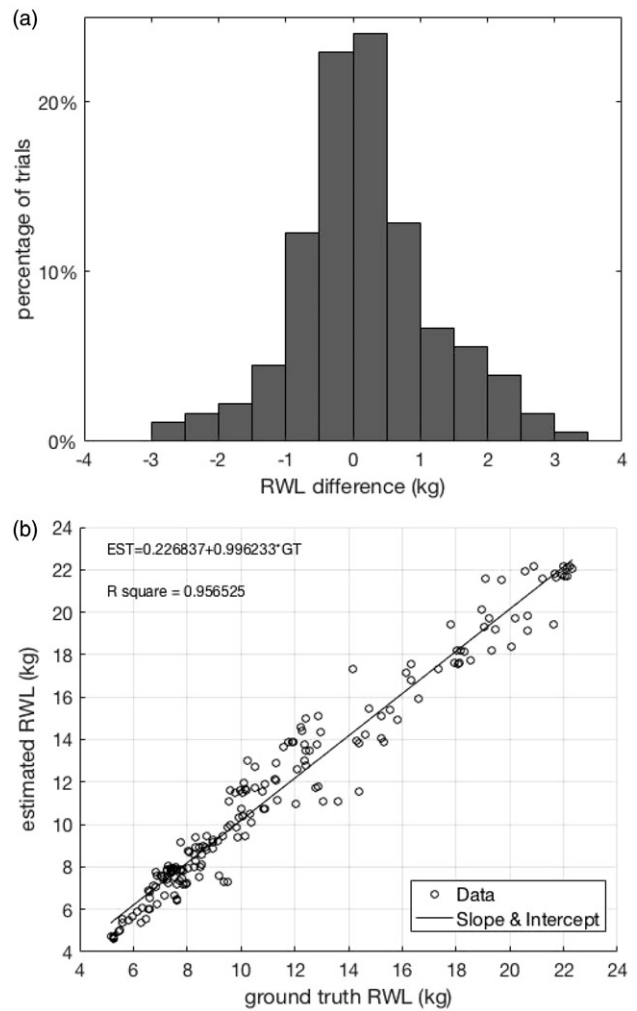 (a)
percentage of trials
20%
10%
0%
-4 -3 -2 -1 0 1 2 3 4
RWL difference (kg)
(b)
estimated RWL (kg)
24
22
20
18
16
14
12
10
8
6
4
EST=0.226837+0.996233*GT
R square = 0.956525
Data
Slope & Intercept
4 6 8 10 12 14 16 18 20 22 24
ground truth RWL (kg)